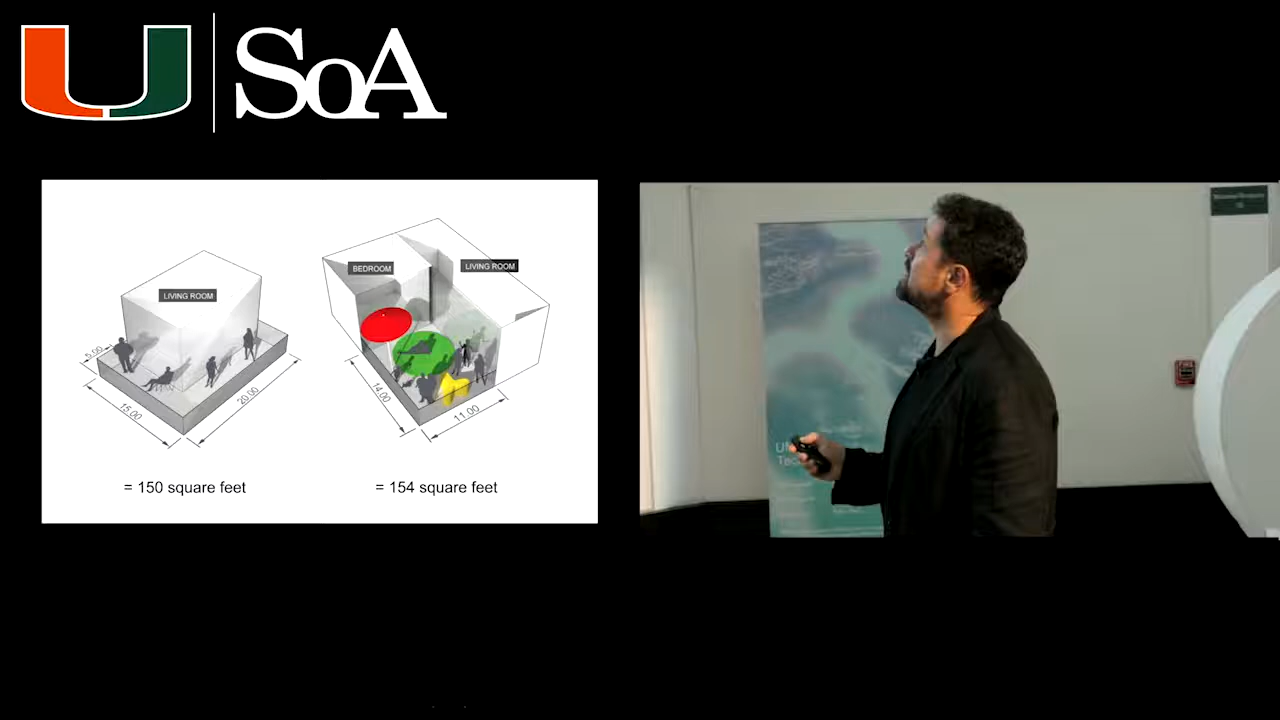 U SoA
LIVING ROOM
5.00
15.00
20.00
= 150 square feet
BEDROOM
LIVING ROOM
14.00
11.00
= 154 square feet